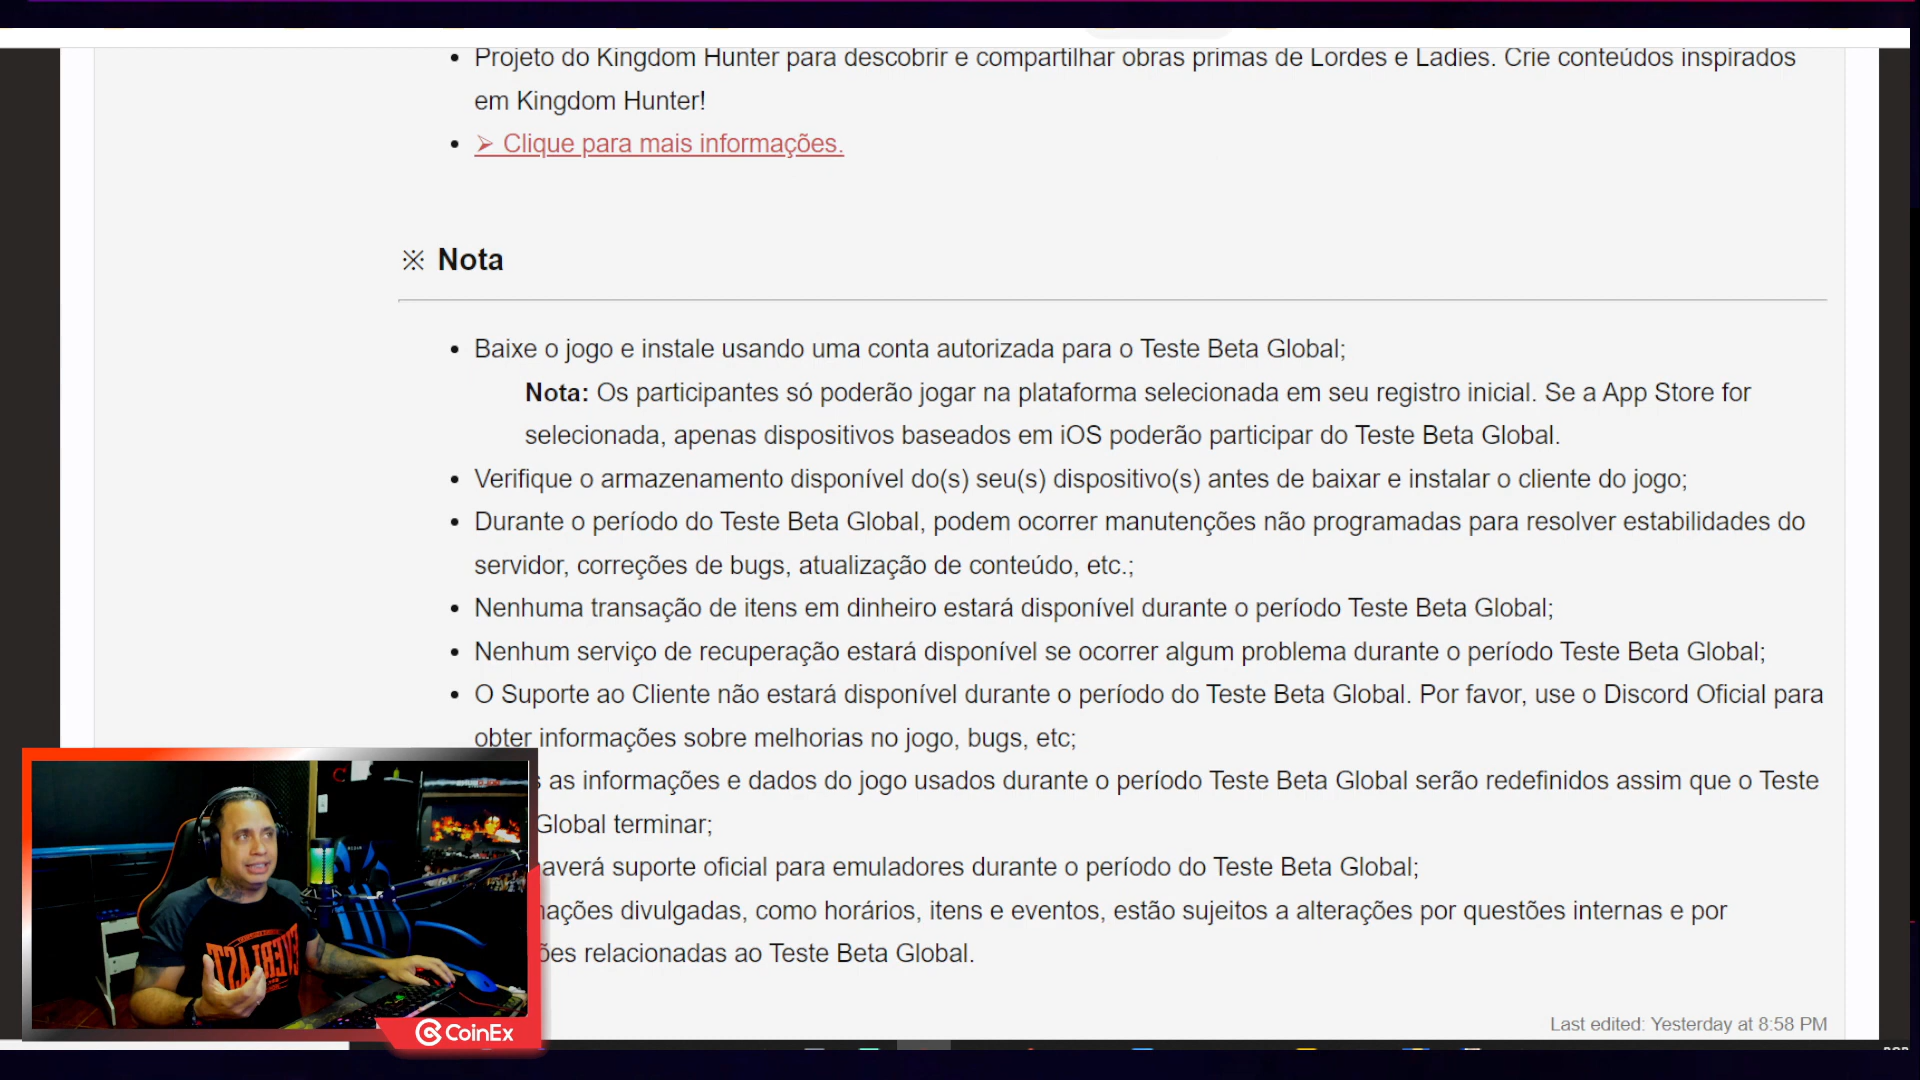 • Projeto do Kingdom Hunter para descobrir e compartilhar obras primas de Lordes e Ladies. Crie conteúdos inspirados
em Kingdom Hunter!
• ➢ Clique para mais informações.
※ Nota
• Baixe o jogo e instale usando uma conta autorizada para o Teste Beta Global;
Nota: Os participantes só poderão jogar na plataforma selecionada em seu registro inicial. Se a App Store for
selecionada, apenas dispositivos baseados em iOS poderão participar do Teste Beta Global.
• Verifique o armazenamento disponível do(s) seu(s) dispositivo(s) antes de baixar e instalar o cliente do jogo;
• Durante o período do Teste Beta Global, podem ocorrer manutenções não programadas para resolver estabilidades do
servidor, correções de bugs, atualização de conteúdo, etc.;
• Nenhuma transação de itens em dinheiro estará disponível durante o período Teste Beta Global;
• Nenhum serviço de recuperação estará disponível se ocorrer algum problema durante o período Teste Beta Global;
• O Suporte ao Cliente não estará disponível durante o período do Teste Beta Global. Por favor, use o Discord Oficial para
obter informações sobre melhorias no jogo, bugs, etc;
as informações e dados do jogo usados durante o período Teste Beta Global serão redefinidos assim que o Teste
Global terminar;
averá suporte oficial para emuladores durante o período do Teste Beta Global;
ações divulgadas, como horários, itens e eventos, estão sujeitos a alterações por questões internas e por
ões relacionadas ao Teste Beta Global.
EVERLAST
CoinEx
Last edited: Yesterday at 8:58 PM